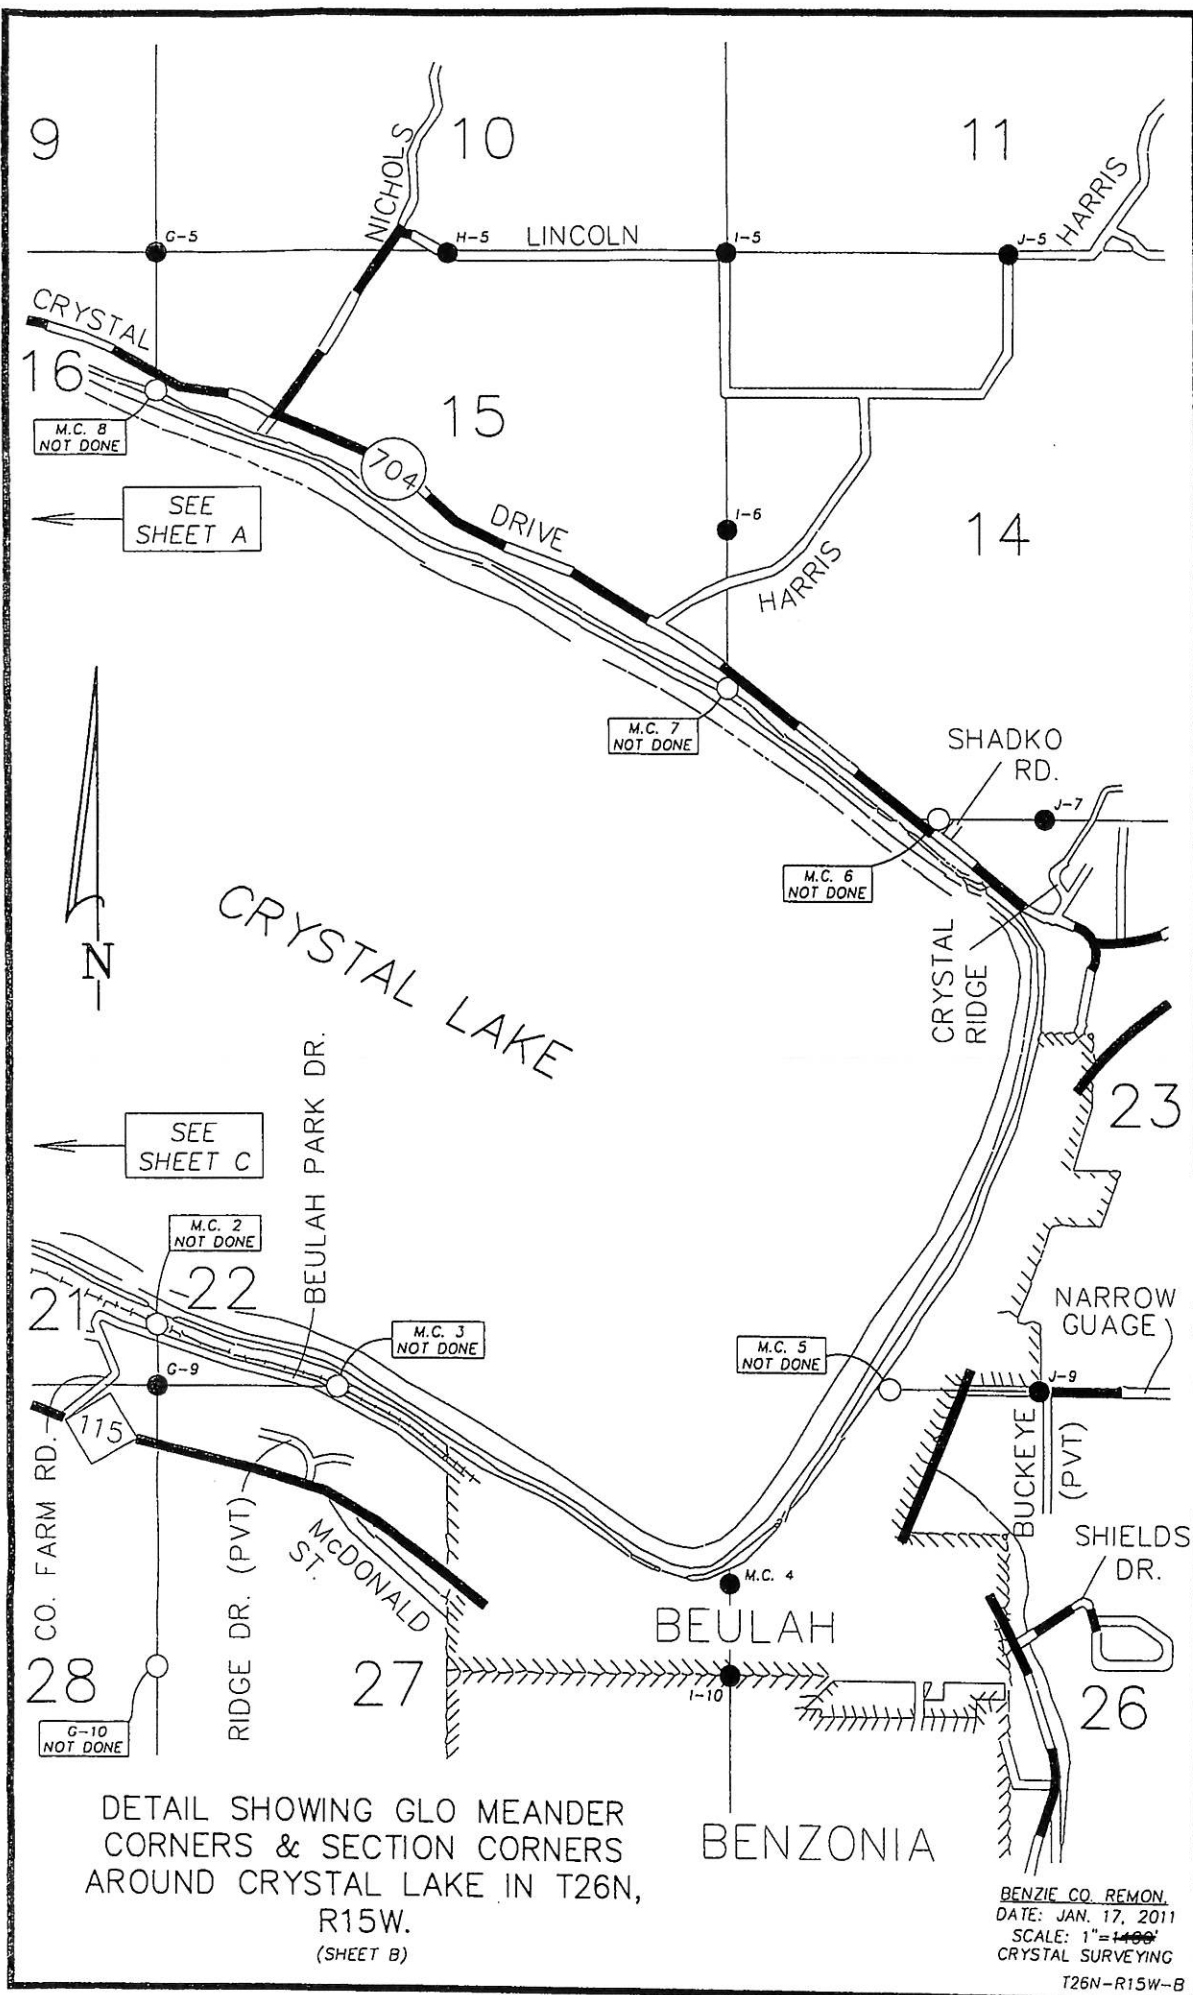 9
10
11
NICHOLS
HARRIS
G-5
H-5
LINCOLN
I-5
J-5
CRYSTAL
16
15
M.C. 8
NOT DONE
704
SEE
SHEET A
DRIVE
I-6
14
HARRIS
M.C. 7
NOT DONE
SHADKO
RD.
J-7
M.C. 6
NOT DONE
N
CRYSTAL LAKE
CRYSTAL
RIDGE
23
SEE
SHEET C
BEULAH PARK DR.
M.C. 2
NOT DONE
21
22
NARROW
GUAGE
M.C. 3
NOT DONE
M.C. 5
NOT DONE
G-9
J-9
115
CO. FARM RD.
RIDGE DR. (PVT)
McDONALD
ST.
BUCKEYE
(PVT)
SHIELDS
DR.
M.C. 4
BEULAH
28
27
I-10
26
G-10
NOT DONE
DETAIL SHOWING GLO MEANDER
CORNERS & SECTION CORNERS
AROUND CRYSTAL LAKE IN T26N,
R15W.
(SHEET B)
BENZONIA
BENZIE CO. REMON.
DATE: JAN. 17, 2011
SCALE: 1"=
CRYSTAL SURVEYING
T26N-R15W-B